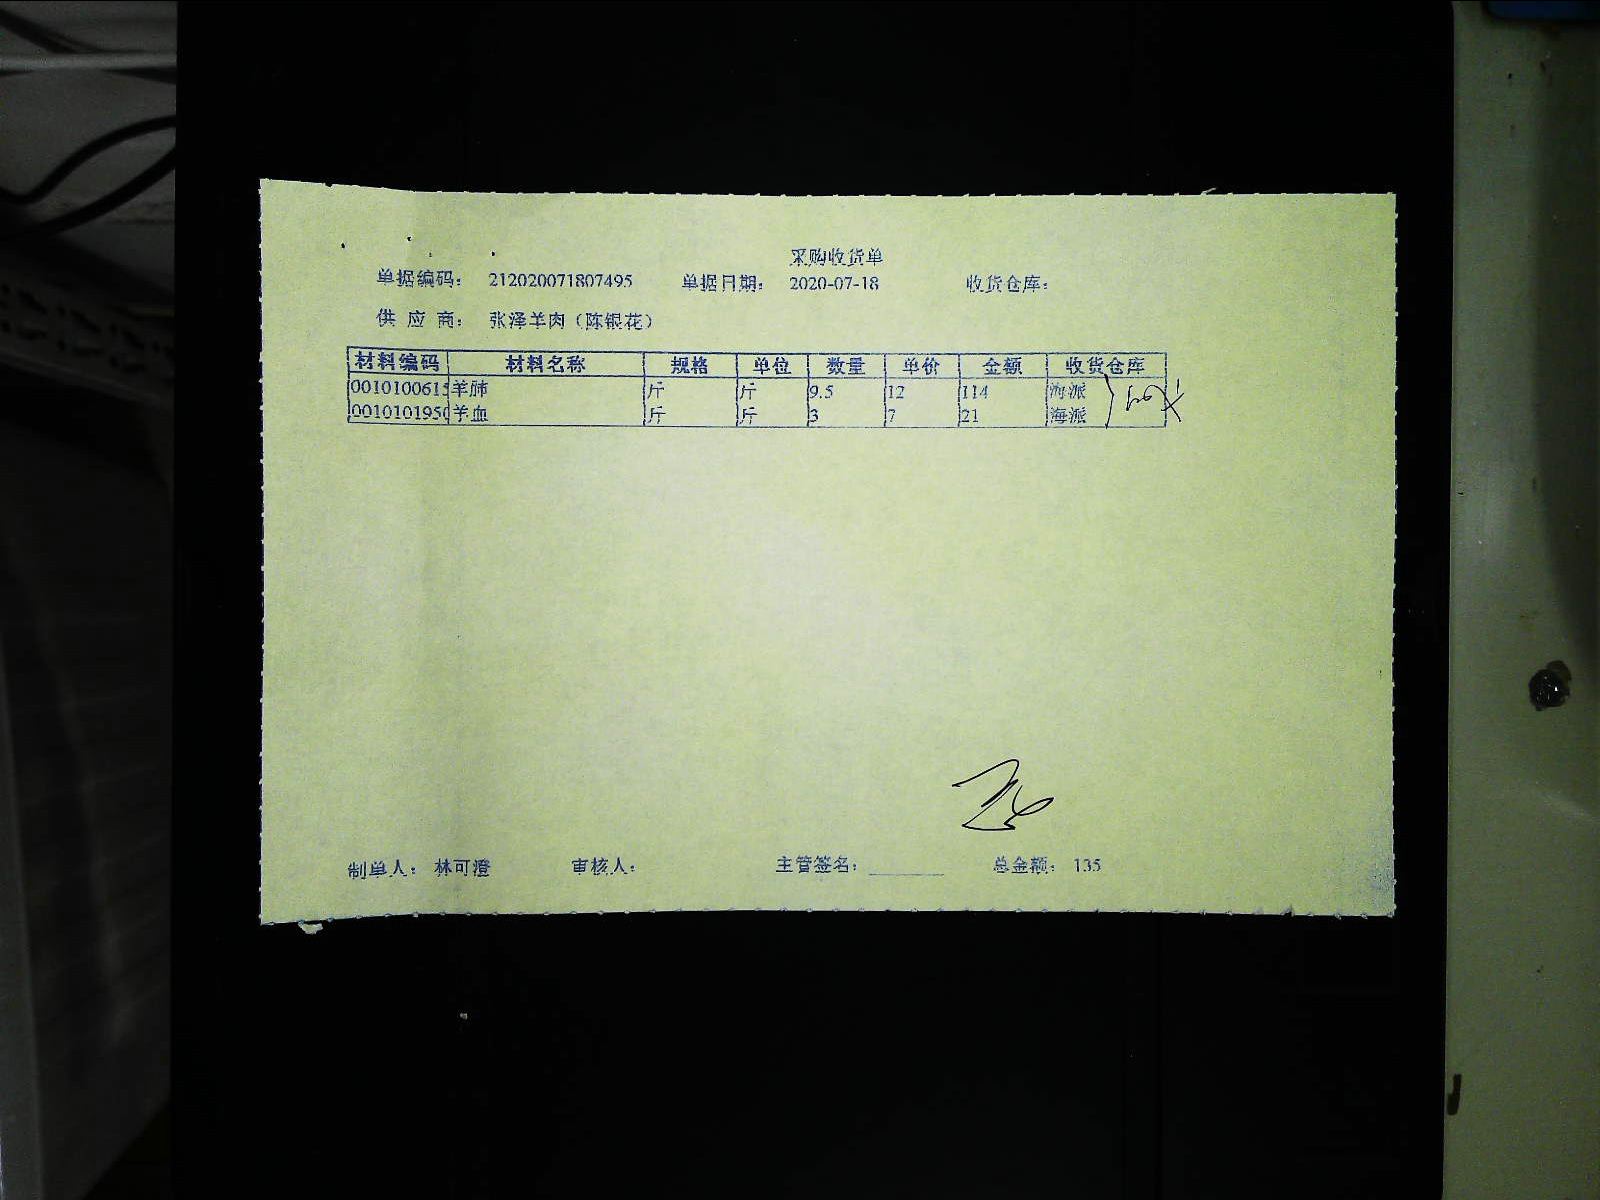 采购收货单
单据编码： 212020071807495 单据日期： 2020-07-18 收货仓库：
供 应 商： 张泽羊肉（陈银花）
材料编码 材料名称 规格 单位 数量 单价 金额 收货仓库
0010100615 羊肺 斤 斤 9.5 12 114 海派
0010101950 羊血 斤 斤 3 7 21 海派
制单人： 林可澄 审核人： 主管签名： 总金额： 135